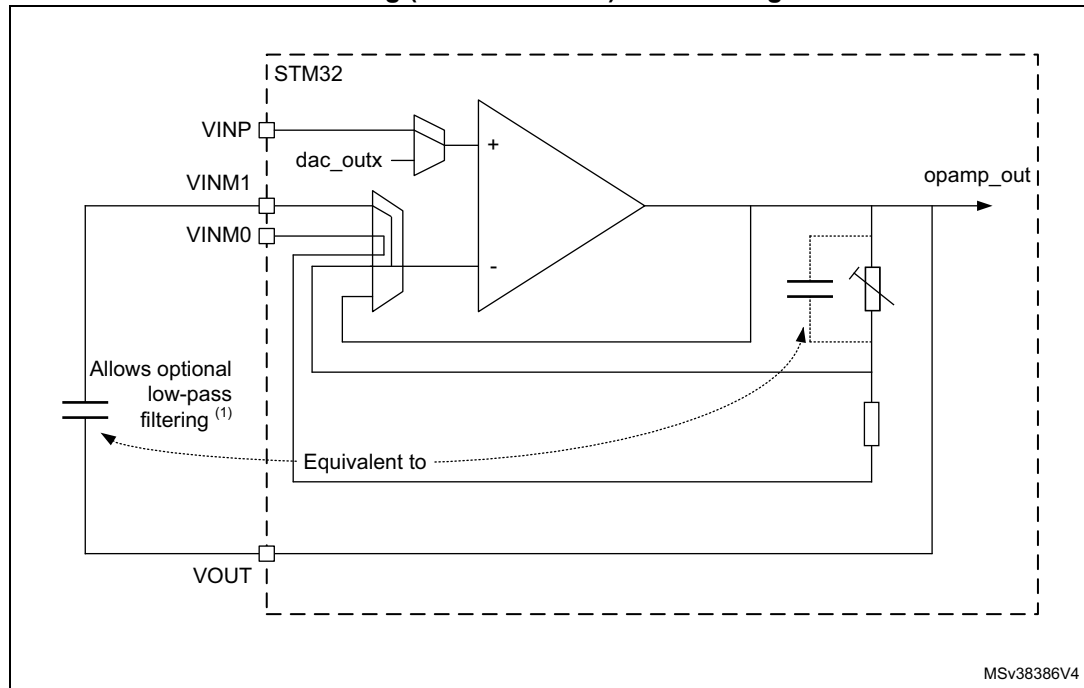 STM32
VINP
+
dac_outx
VINM1
opamp_out
VINM0
-
Allows optional
low-pass
filtering (1)
Equivalent to
VOUT
MSv38386V4